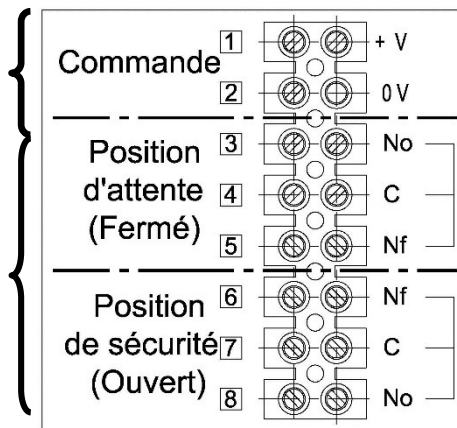 Commande
1 + V
2 0 V
Position
d'attente
(Fermé)
3 No
4 C
5 Nf
Position
de sécurité
(Ouvert)
6 Nf
7 C
8 No